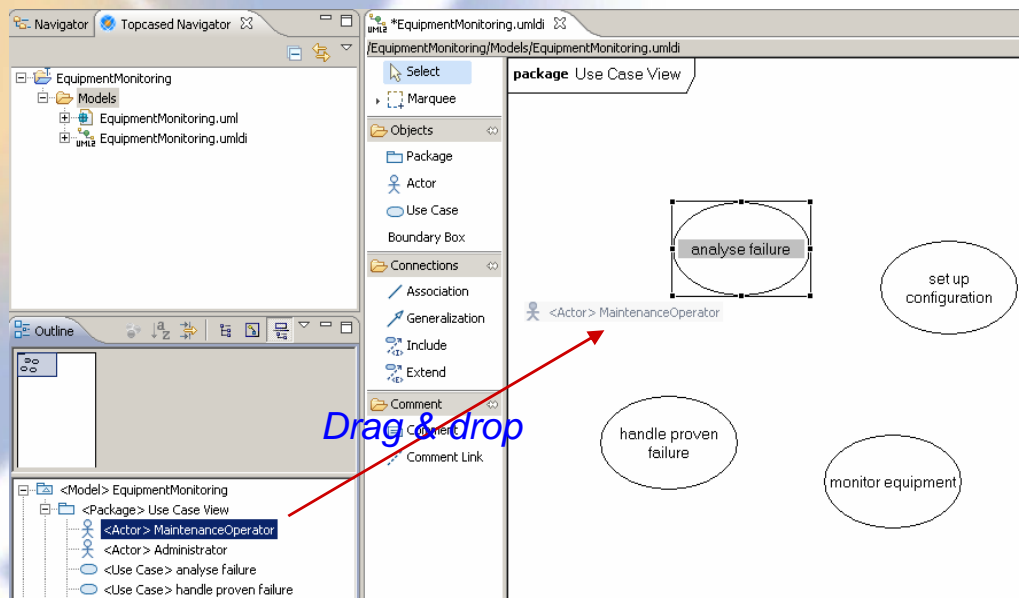 Navigator
Topcased Navigator
EquipmentMonitoring
Models
EquipmentMonitoring.uml
EquipmentMonitoring.umldi
Outline
<Model> EquipmentMonitoring
<Package> Use Case View
<Actor> MaintenanceOperator
<Actor> Administrator
<Use Case> analyse failure
<Use Case> handle proven failure
*EquipmentMonitoring.umldi
/EquipmentMonitoring/Models/EquipmentMonitoring.umldi
Select
Marquee
Objects
Package
Actor
Use Case
Boundary Box
Connections
Association
Generalization
Include
Extend
Comment
Comment
Comment Link
Drag & drop
package Use Case View
analyse failure
set up
configuration
<Actor> MaintenanceOperator
handle proven
failure
monitor equipment